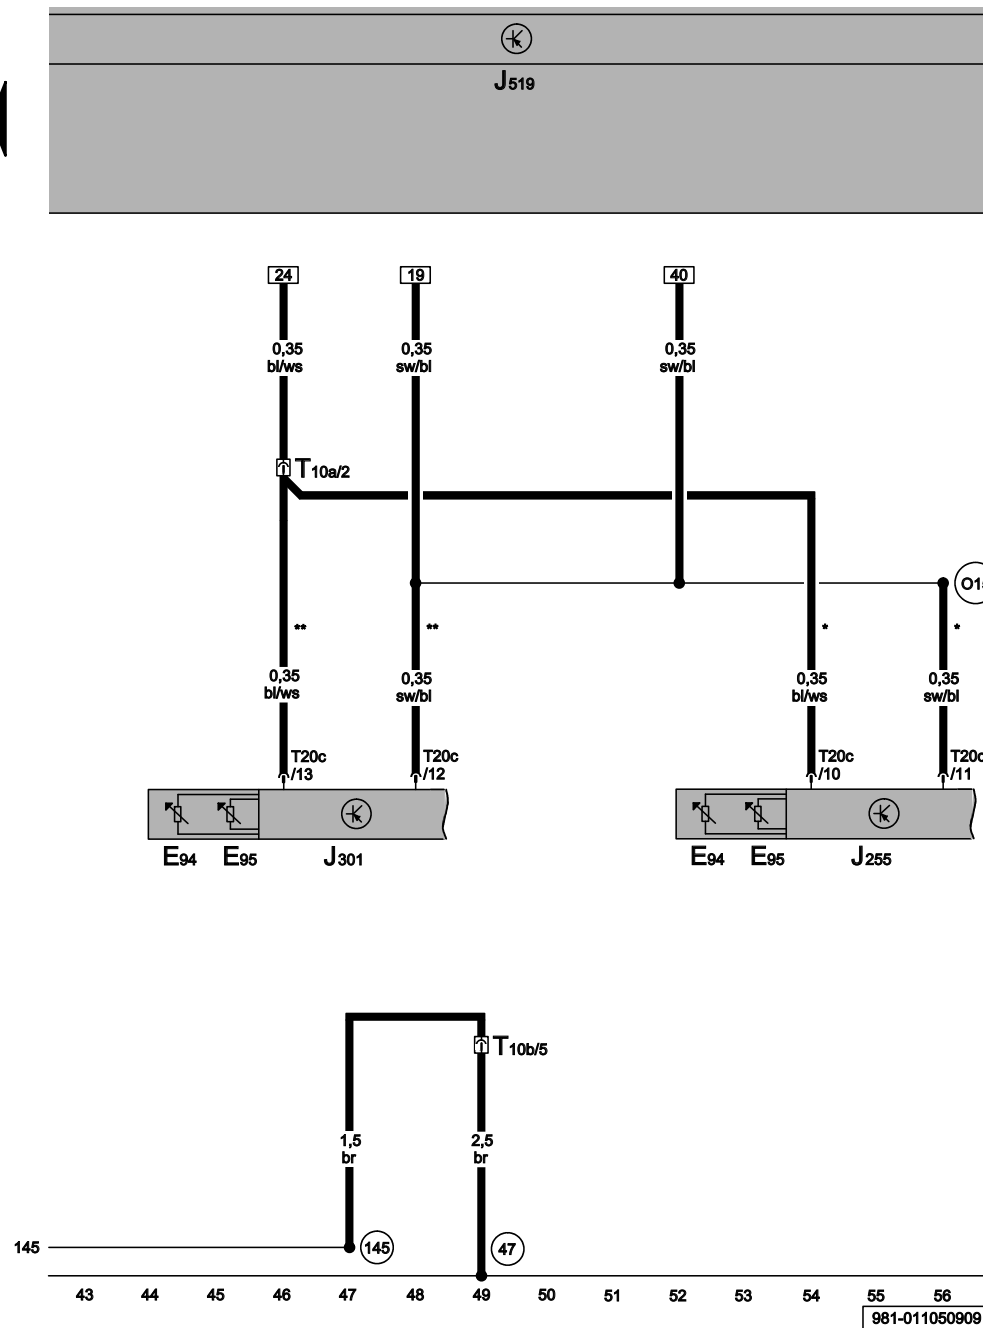 J519
24 19 40
0,35 0,35 0,35
bl/ws sw/bl sw/bl
T10a/2
** ** * *
0,35 0,35 0,35 0,35
bl/ws sw/bl bl/ws sw/bl
T20c T20c T20c T20c
/13 /12 /10 /11
E94 E95 J301 E94 E95 J255
T10b/5
1,5 2,5
br br
145 145 47
43 44 45 46 47 48 49 50 51 52 53 54 55 56
981-011050909